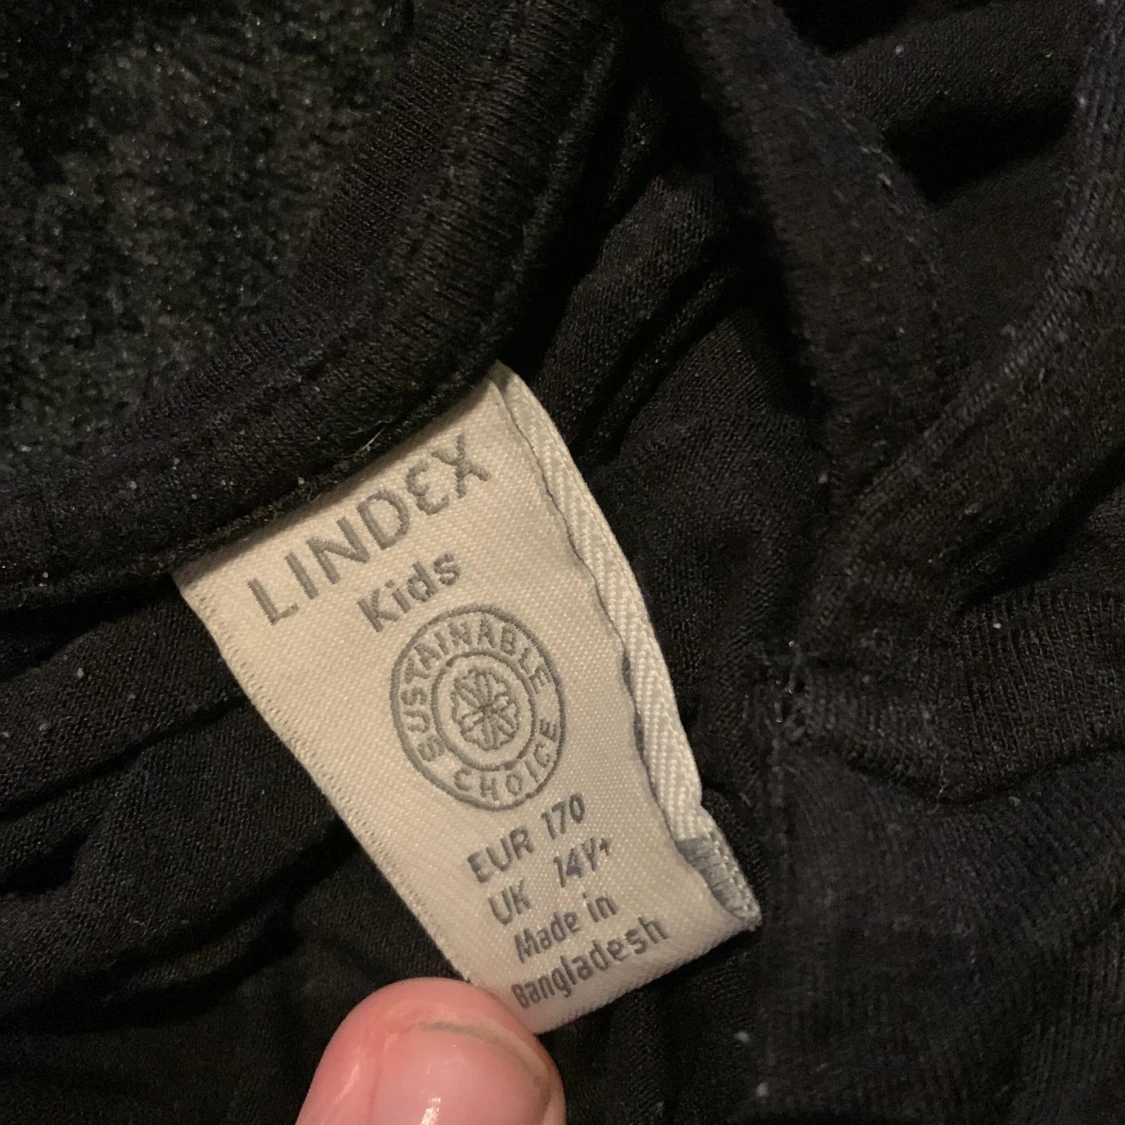 LINDEX
Kids
SUSTAINABLE
CHOICE
EUR 170
UK 14Y+
Made in
Bangladesh